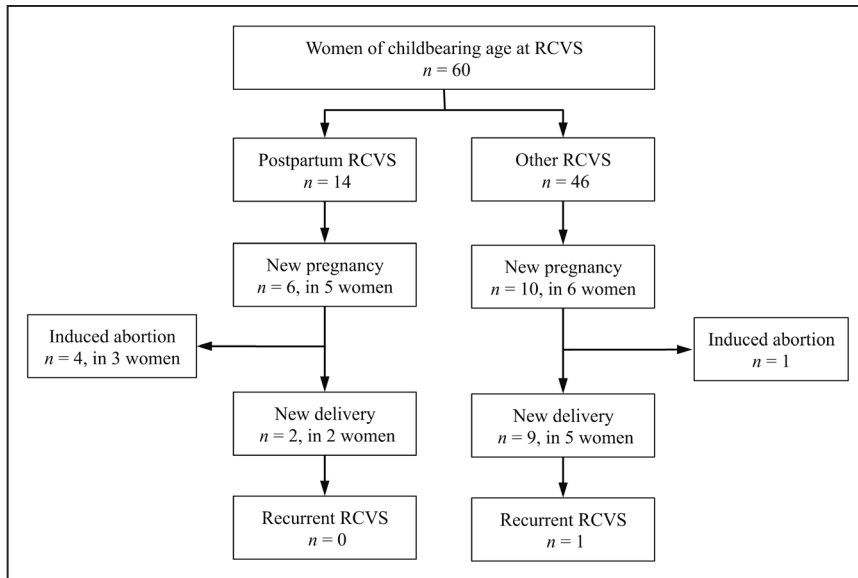 Women of childbearing age at RCVS
n = 60
Postpartum RCVS
n = 14
Other RCVS
n = 46
New pregnancy
n = 6, in 5 women
New pregnancy
n = 10, in 6 women
Induced abortion
n = 4, in 3 women
Induced abortion
n = 1
New delivery
n = 2, in 2 women
New delivery
n = 9, in 5 women
Recurrent RCVS
n = 0
Recurrent RCVS
n = 1